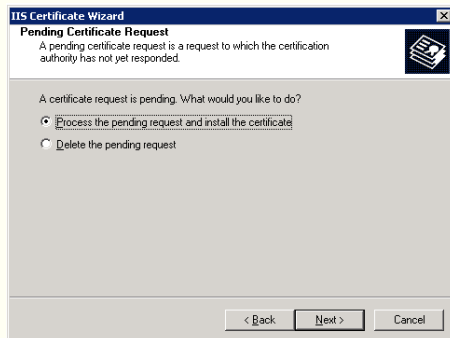 IIS Certificate Wizard
Pending Certificate Request
A pending certificate request is a request to which the certification
authority has not yet responded.
A certificate request is pending. What would you like to do?
Process the pending request and install the certificate
Delete the pending request
< Back
Next >
Cancel